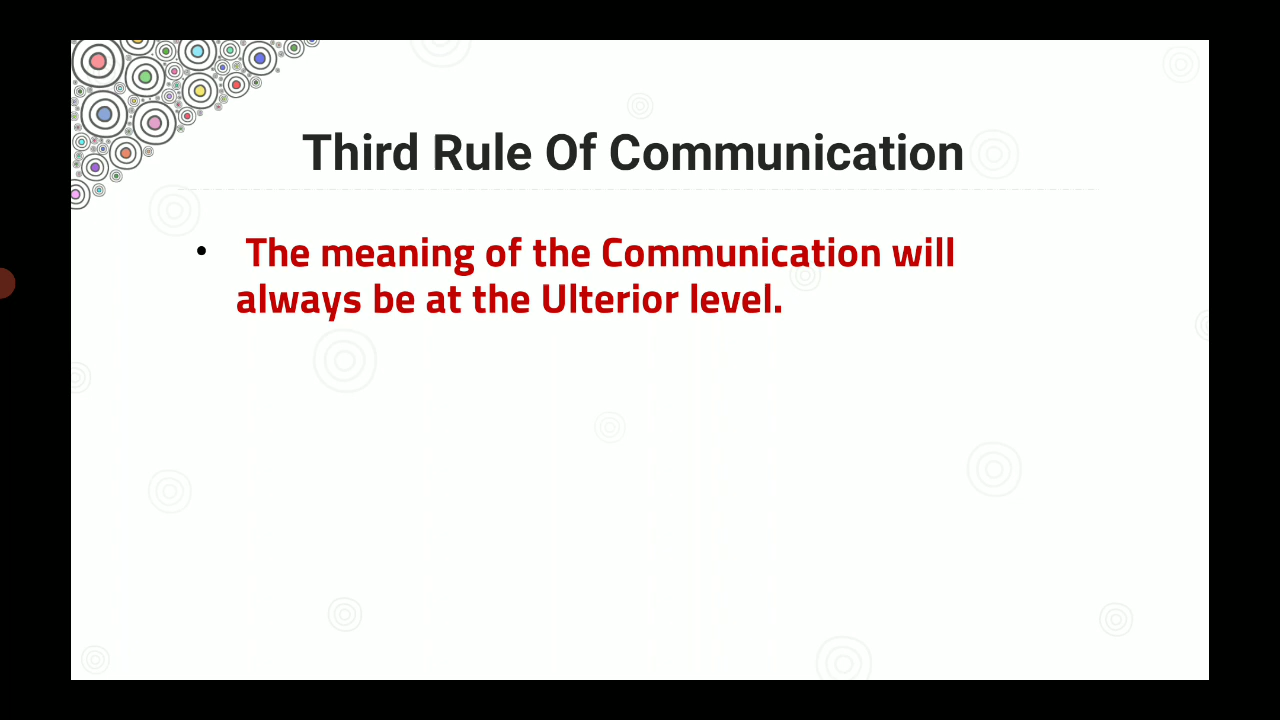 Third Rule Of Communication
• The meaning of the Communication will
always be at the Ulterior level.